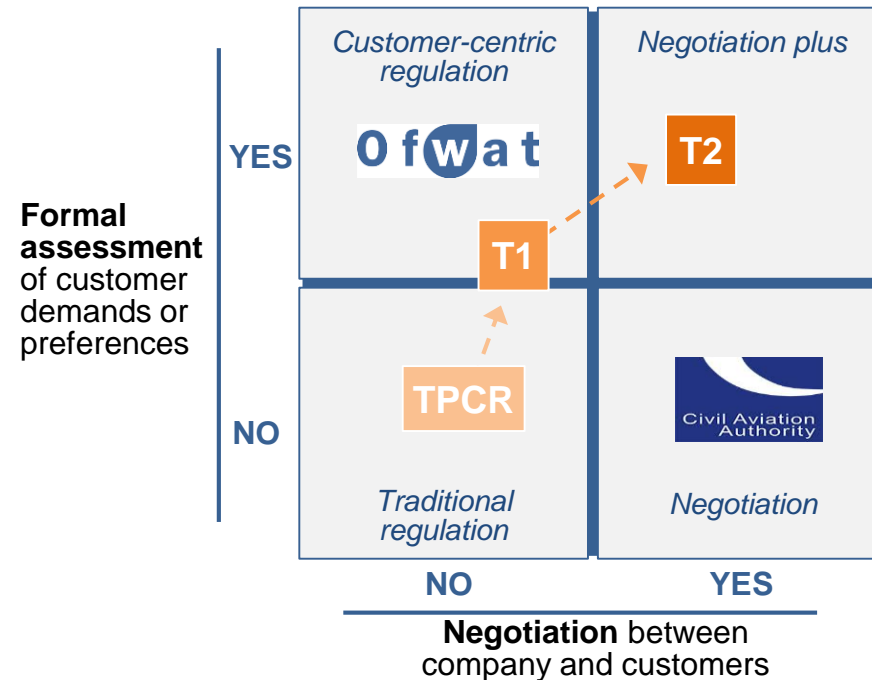 Customer-centric
regulation
Negotiation plus
YES
Ofwat
T2
Formal
assessment
of customer
demands or
preferences
T1
TPCR
Civil Aviation
Authority
NO
Traditional
regulation
Negotiation
NO
YES
Negotiation between
company and customers